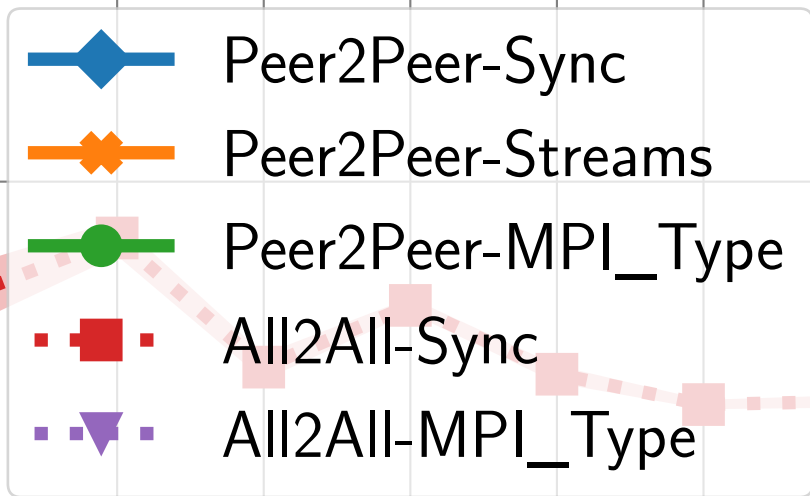 Peer2Peer-Sync
Peer2Peer-Streams
Peer2Peer-MPI_Type
All2All-Sync
All2All-MPI_Type